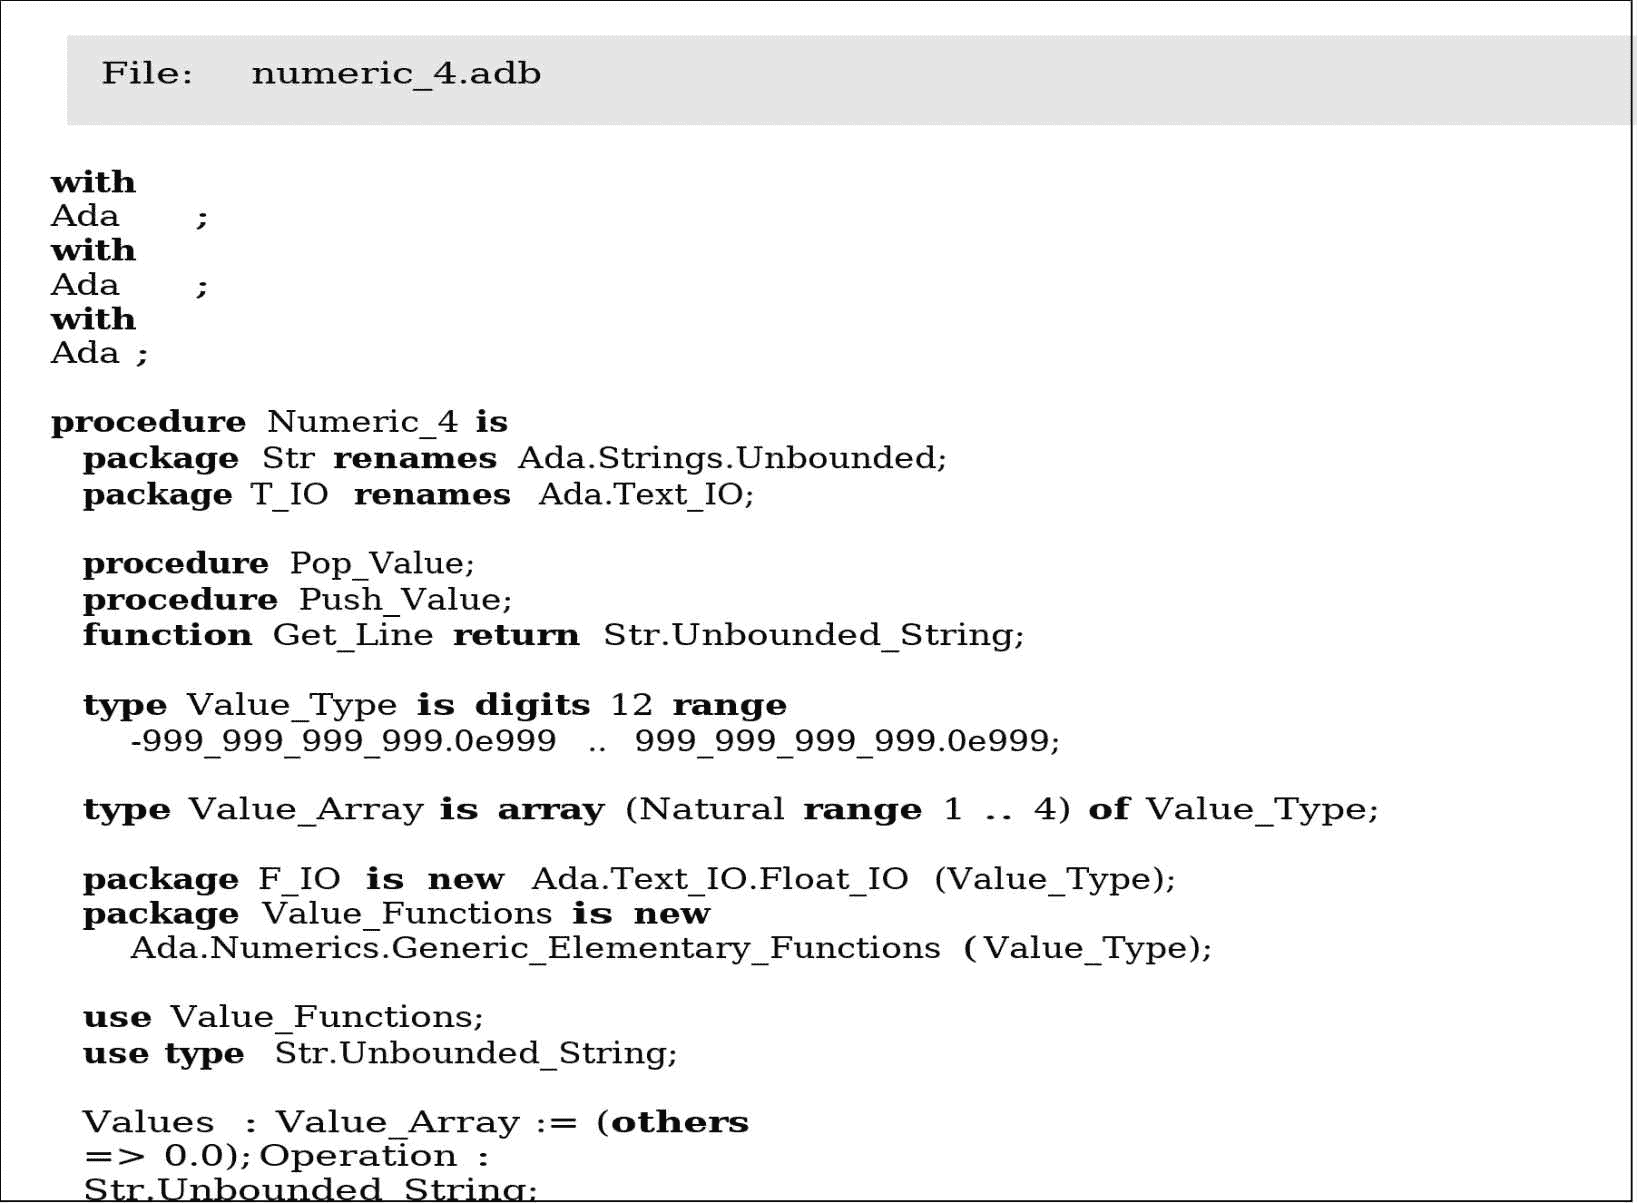 File: numeric_4.adb
with
Ada ;
with
Ada ;
with
Ada ;
procedure Numeric_4 is
package Str renames Ada.Strings.Unbounded;
package T_IO renames Ada.Text_IO;
procedure Pop_Value;
procedure Push_Value;
function Get_Line return Str.Unbounded_String;
type Value_Type is digits 12 range
-999_999_999_999.0e999 .. 999_999_999_999.0e999;
type Value_Array is array (Natural range 1 .. 4) of Value_Type;
package F_IO is new Ada.Text_IO.Float_IO (Value_Type);
package Value_Functions is new
Ada.Numerics.Generic_Elementary_Functions (Value_Type);
use Value_Functions;
use type Str.Unbounded_String;
Values : Value_Array := (others
=> 0.0); Operation :
Str.Unbounded_String;